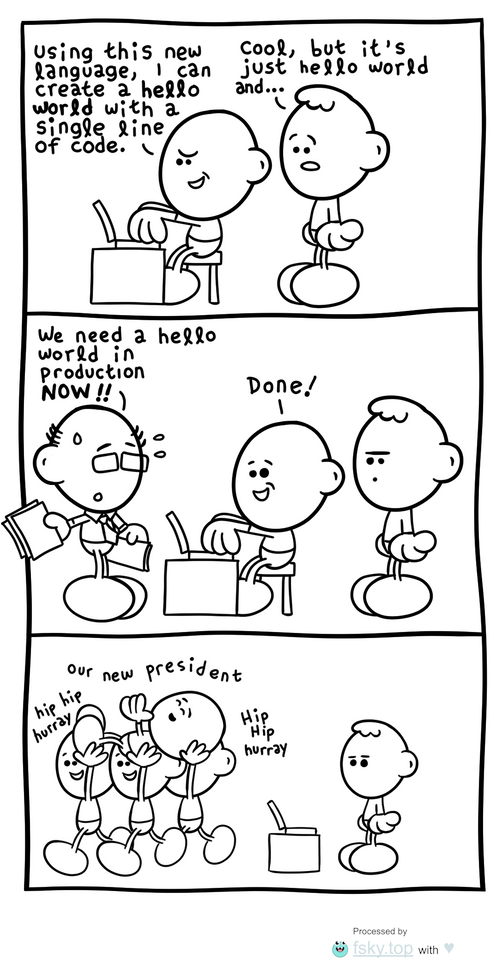 Using this new
language, I can
create a hello
world with a
single line
of code.
Cool, but it's
just hello world
and...
We need a hello
world in
production
NOW!!
Done!
our new president
hip hip
hurray
Hip
Hip
hurray
Processed by
fsky.top with ♥